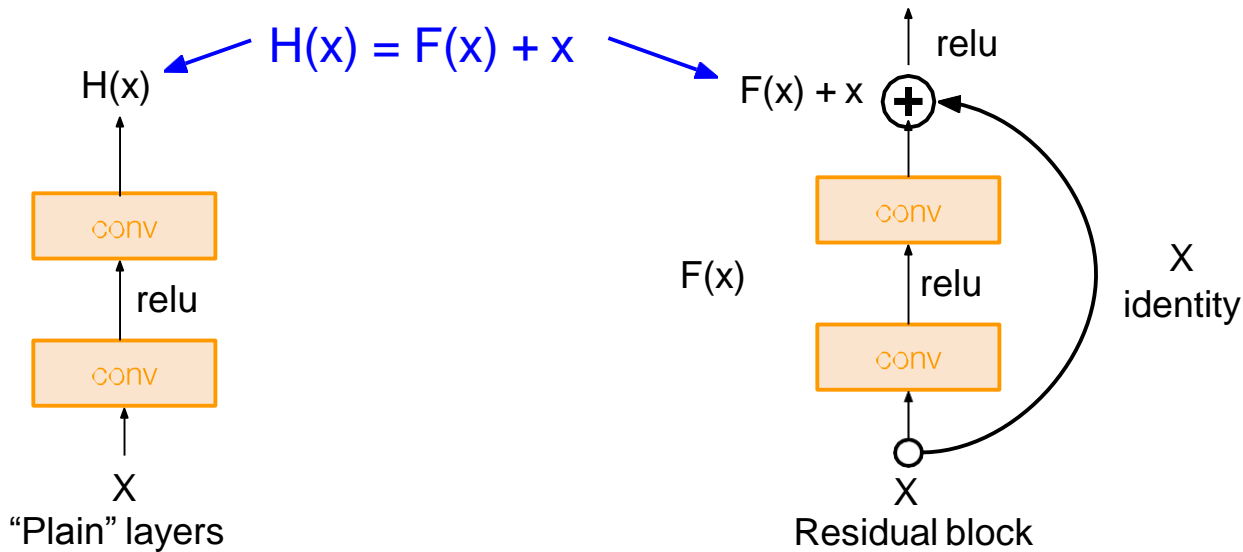 H(x) = F(x) + x
H(x)
conv
relu
conv
X
“Plain” layers
relu
F(x) + x
conv
F(x)
relu
X
identity
conv
X
Residual block